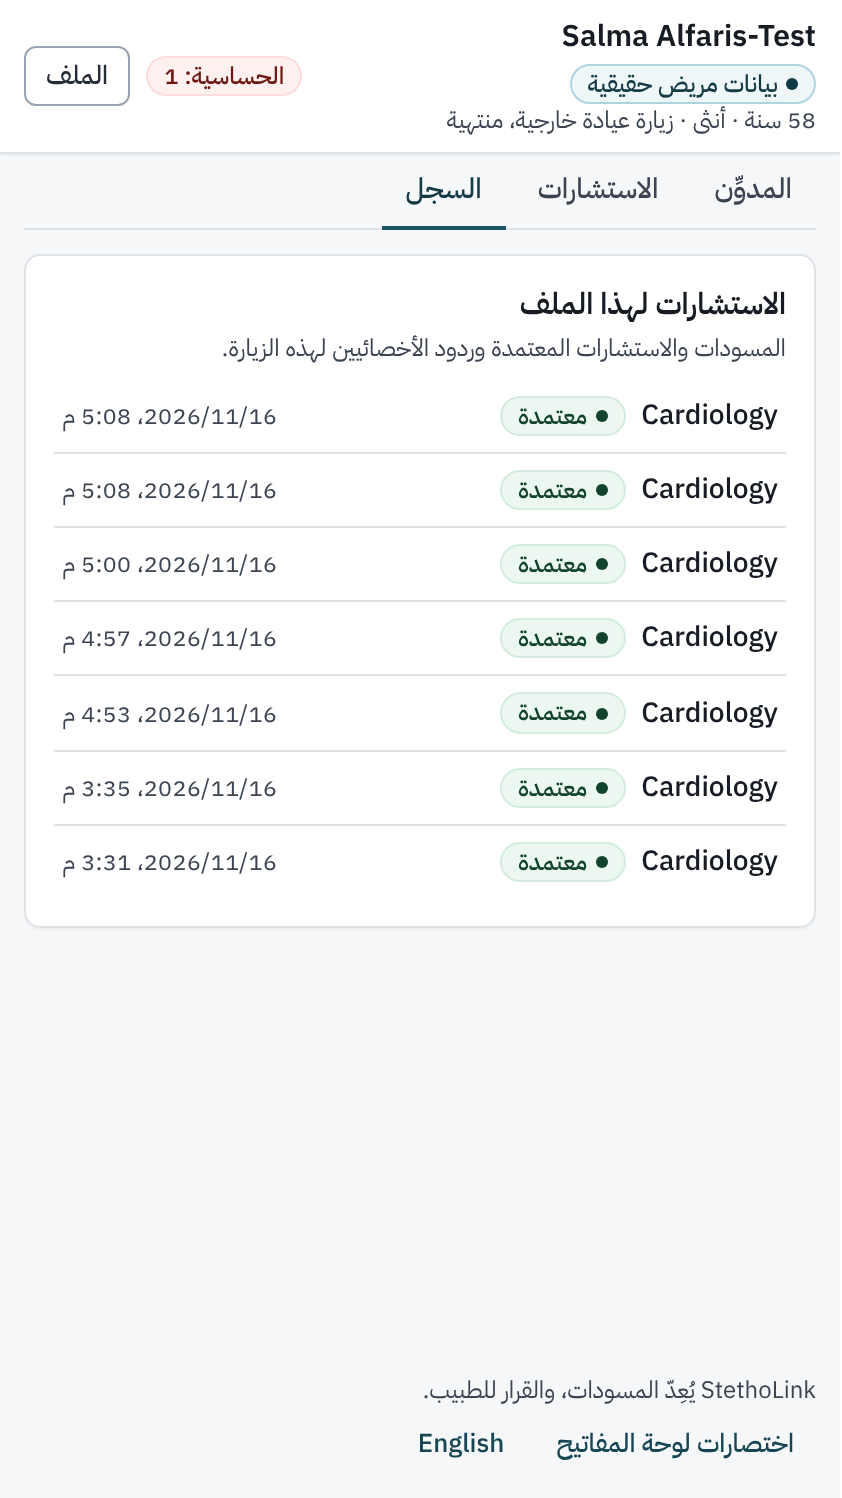 Salma Alfaris-Test
بيانات مريض حقيقية
58 سنة · أنثى · زيارة عيادة خارجية، منتهية
الحساسية: 1
الملف
المدوِّن
الاستشارات
السجل
الاستشارات لهذا الملف
المسودات والاستشارات المعتمدة وردود الأخصائيين لهذه الزيارة.
Cardiology معتمدة 2026/11/16، 5:08 م
Cardiology معتمدة 2026/11/16، 5:08 م
Cardiology معتمدة 2026/11/16، 5:00 م
Cardiology معتمدة 2026/11/16، 4:57 م
Cardiology معتمدة 2026/11/16، 4:53 م
Cardiology معتمدة 2026/11/16، 3:35 م
Cardiology معتمدة 2026/11/16، 3:31 م
StethoLink يُعِدّ المسودات، والقرار للطبيب.
اختصارات لوحة المفاتيح
English